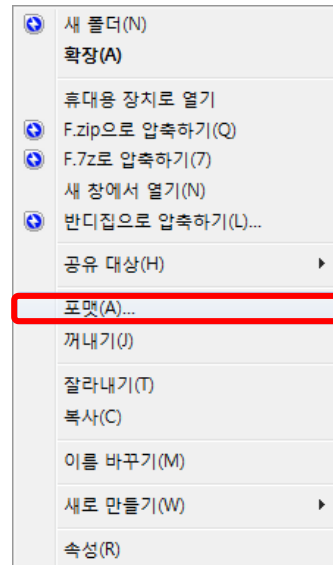 새 폴더(N)
확장(A)
휴대용 장치로 열기
F.zip으로 압축하기(Q)
F.7z로 압축하기(7)
새 창에서 열기(N)
반디집으로 압축하기(L)...
공유 대상(H)
포맷(A)...
꺼내기(J)
잘라내기(T)
복사(C)
이름 바꾸기(M)
새로 만들기(W)
속성(R)